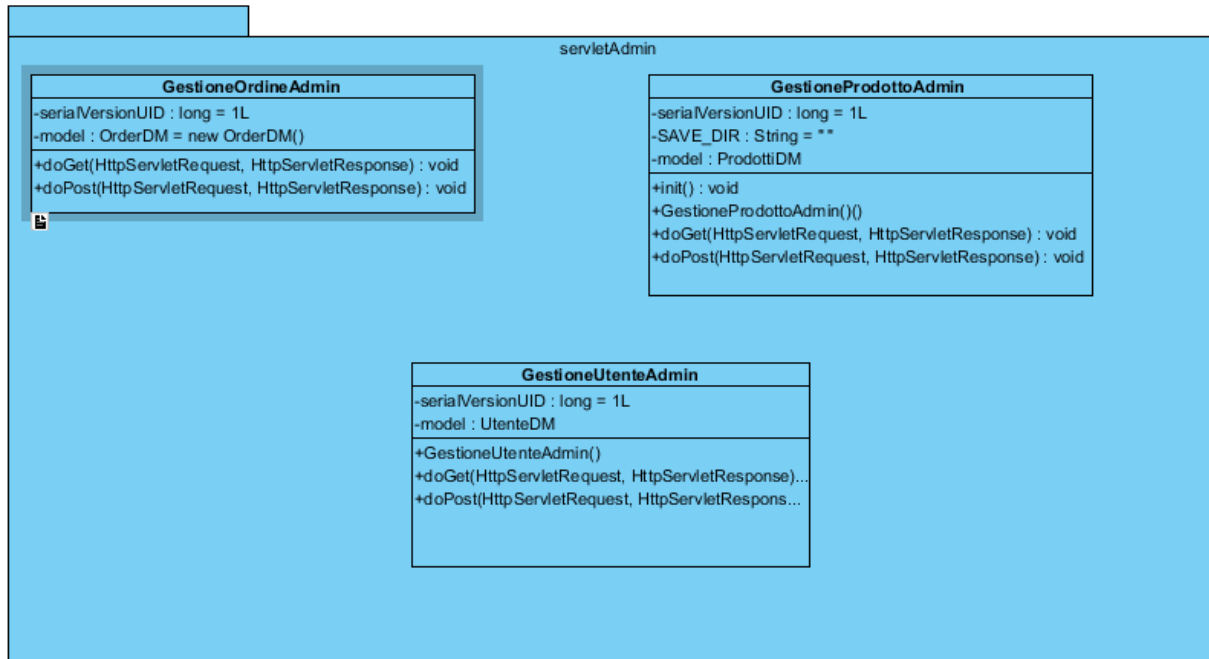 servletAdmin
GestioneOrdineAdmin
-serialVersionUID : long = 1L
-model : OrderDM = new OrderDM()
+doGet(HttpServletRequest, HttpServletResponse) : void
+doPost(HttpServletRequest, HttpServletResponse) : void
GestioneProdottoAdmin
-serialVersionUID : long = 1L
-SAVE_DIR : String = ""
-model : ProdottiDM
+init() : void
+GestioneProdottoAdmin()()
+doGet(HttpServletRequest, HttpServletResponse) : void
+doPost(HttpServletRequest, HttpServletResponse) : void
GestioneUtenteAdmin
-serialVersionUID : long = 1L
-model : UtenteDM
+GestioneUtenteAdmin()
+doGet(HttpServletRequest, HttpServletResponse)...
+doPost(HttpServletRequest, HttpServletRespons...